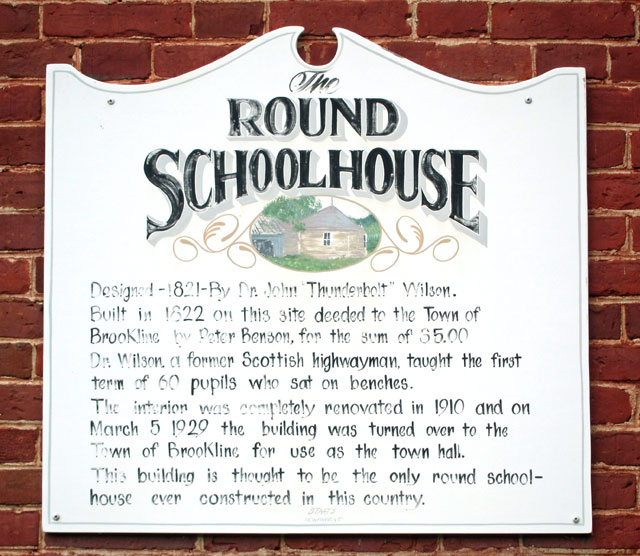 The
ROUND
SCHOOLHOUSE
Designed -1821- By Dr. John "Thunderbolt" Wilson.
Built in 1822 on this site deeded to the Town of
BrooKline by Peter Benson, for the sum of $5.00
Dr. Wilson, a former Scottish highwayman, taught the first
term of 60 pupils who sat on benches.
The interior was completely renovated in 1910 and on
March 5 1929 the building was turned over to the
Town of BrooKline for use as the town hall.
This building is thought to be the only round school-
house ever constructed in this country.